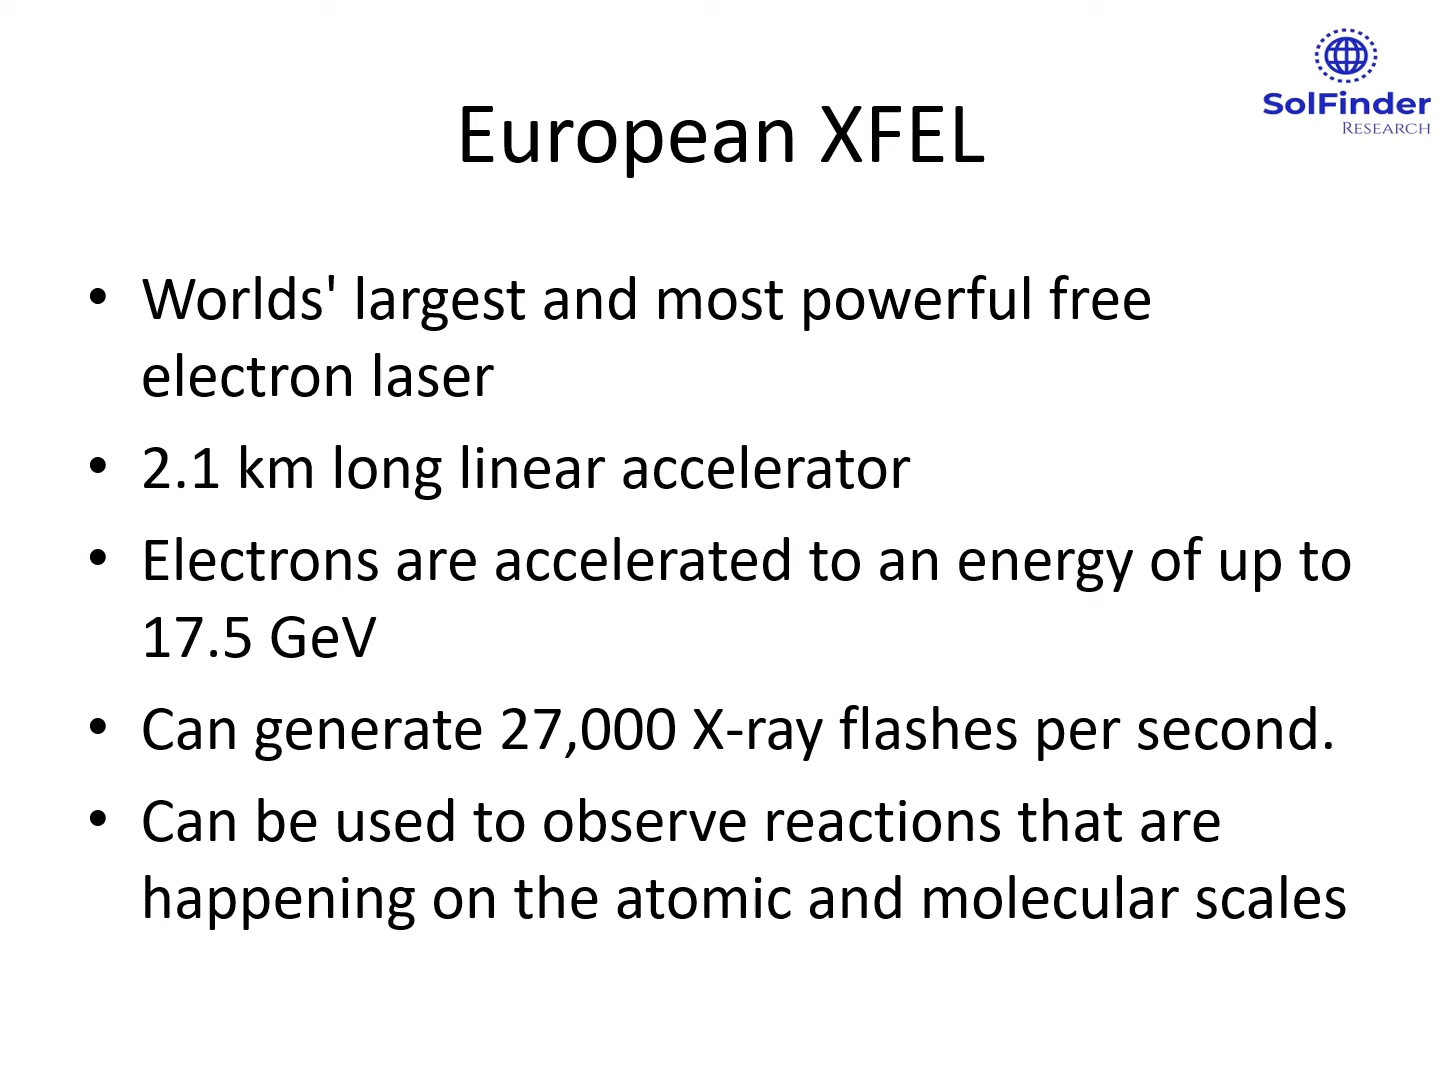 SolFinder
RESEARCH
European XFEL
• Worlds' largest and most powerful free
electron laser
• 2.1 km long linear accelerator
• Electrons are accelerated to an energy of up to
17.5 GeV
• Can generate 27,000 X-ray flashes per second.
• Can be used to observe reactions that are
happening on the atomic and molecular scales